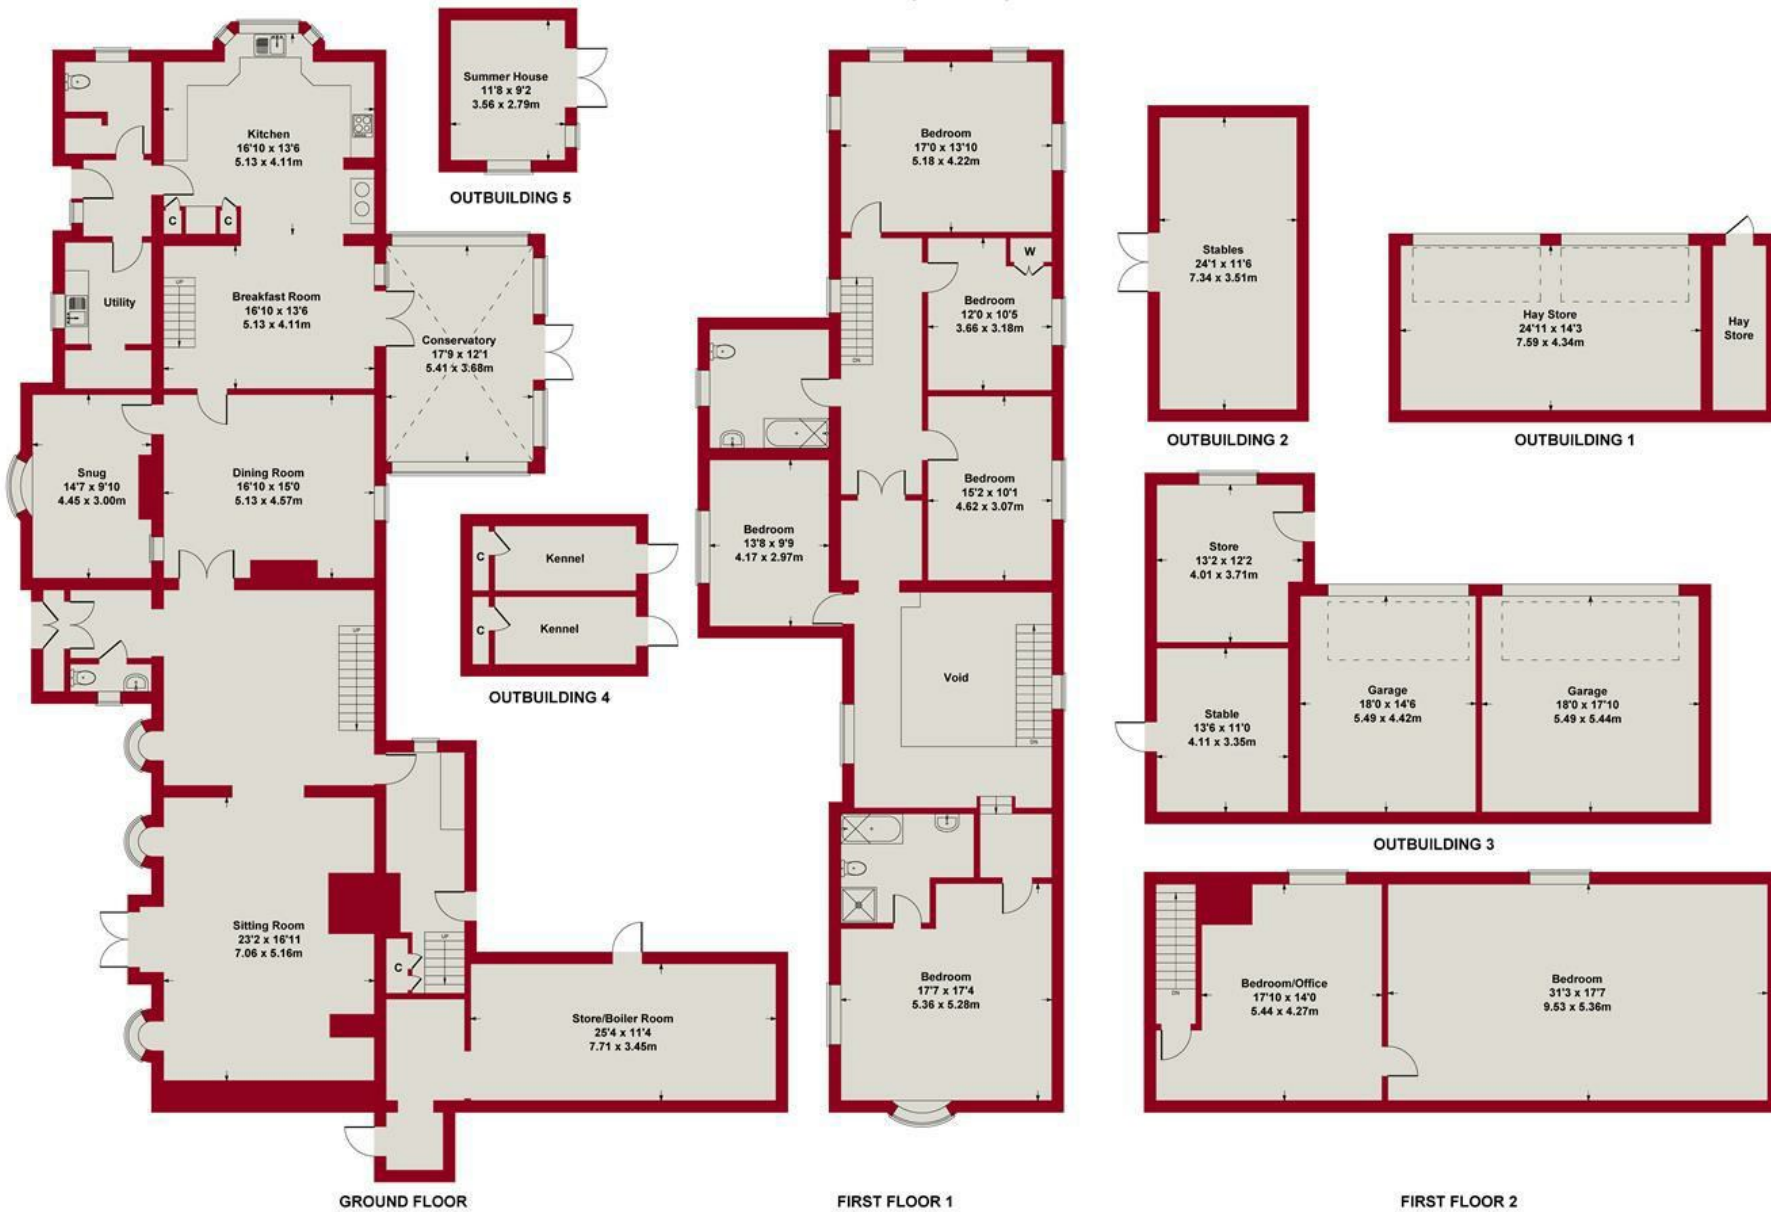 Kitchen
16'10 x 13'6
5.13 x 4.11m
C
C
UP
Utility
Breakfast Room
16'10 x 13'6
5.13 x 4.11m
Conservatory
17'9 x 12'1
5.41 x 3.68m
Snug
14'7 x 9'10
4.45 x 3.00m
Dining Room
16'10 x 15'0
5.13 x 4.57m
UP
Sitting Room
23'2 x 16'11
7.06 x 5.16m
UP
C
Store/Boiler Room
25'4 x 11'4
7.71 x 3.45m
GROUND FLOOR
Summer House
11'8 x 9'2
3.56 x 2.79m
OUTBUILDING 5
C
Kennel
C
Kennel
OUTBUILDING 4
Bedroom
17'0 x 13'10
5.18 x 4.22m
W
Bedroom
12'0 x 10'5
3.66 x 3.18m
DN
Bedroom
15'2 x 10'1
4.62 x 3.07m
Bedroom
13'8 x 9'9
4.17 x 2.97m
Void
DN
Bedroom
17'7 x 17'4
5.36 x 5.28m
FIRST FLOOR 1
Stables
24'1 x 11'6
7.34 x 3.51m
OUTBUILDING 2
Hay Store
24'11 x 14'3
7.59 x 4.34m
Hay
Store
OUTBUILDING 1
Store
13'2 x 12'2
4.01 x 3.71m
Stable
13'6 x 11'0
4.11 x 3.35m
Garage
18'0 x 14'6
5.49 x 4.42m
Garage
18'0 x 17'10
5.49 x 5.44m
OUTBUILDING 3
DN
Bedroom/Office
17'10 x 14'0
5.44 x 4.27m
Bedroom
31'3 x 17'7
9.53 x 5.36m
FIRST FLOOR 2